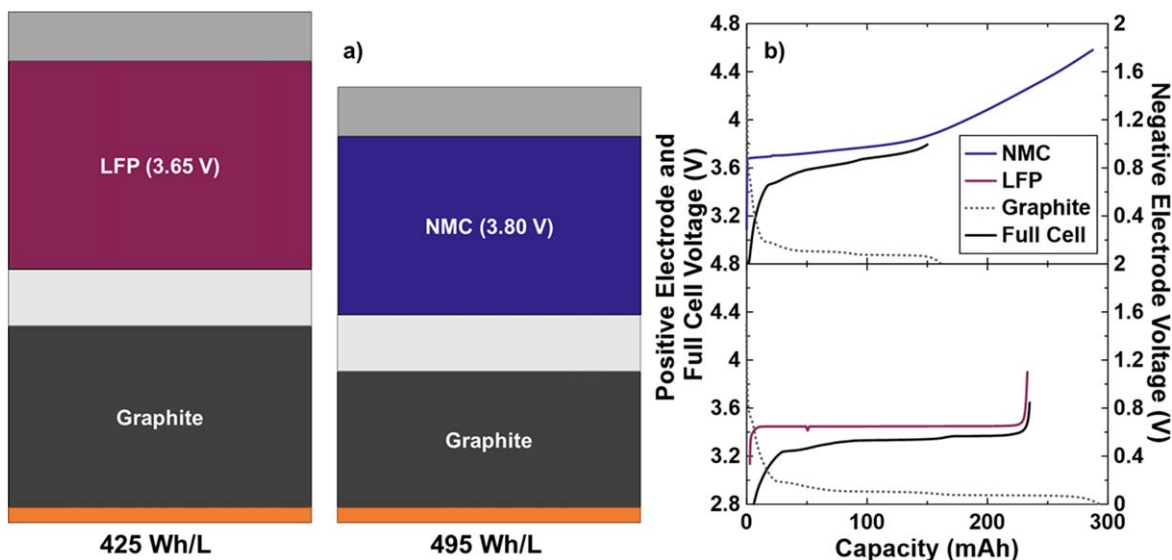 a)
LFP (3.65 V)
NMC (3.80 V)
Graphite
Graphite
425 Wh/L
495 Wh/L
b)
Positive Electrode and
Full Cell Voltage (V)
4.8
4.4
4
3.6
3.2
4.8
4.4
4
3.6
3.2
2.8
NMC
LFP
Graphite
Full Cell
2
1.6
1.2
0.8
0.4
2
1.6
1.2
0.8
0.4
0
Negative Electrode Voltage (V)
0 100 200 300
Capacity (mAh)